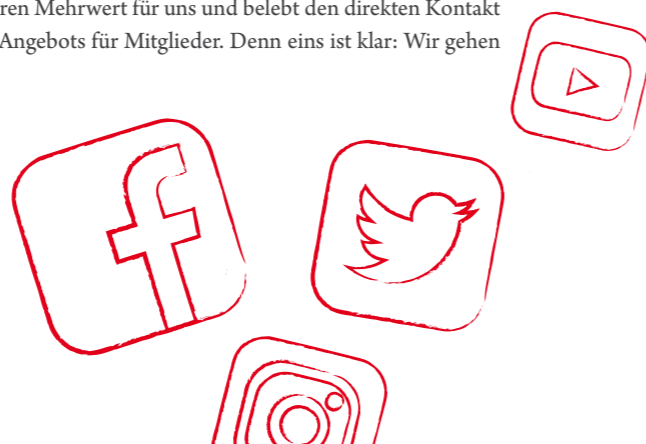 ren Mehrwert für uns und belebt den direkten Kontakt
Angebots für Mitglieder. Denn eins ist klar: Wir gehen